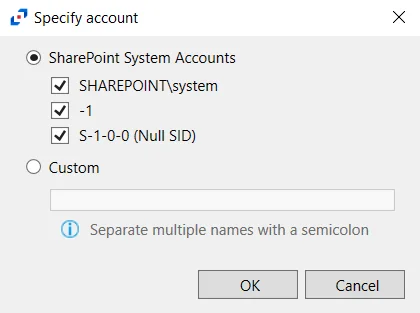 Specify account
SharePoint System Accounts
SHAREPOINT\system
-1
S-1-0-0 (Null SID)
Custom
Separate multiple names with a semicolon
OK Cancel